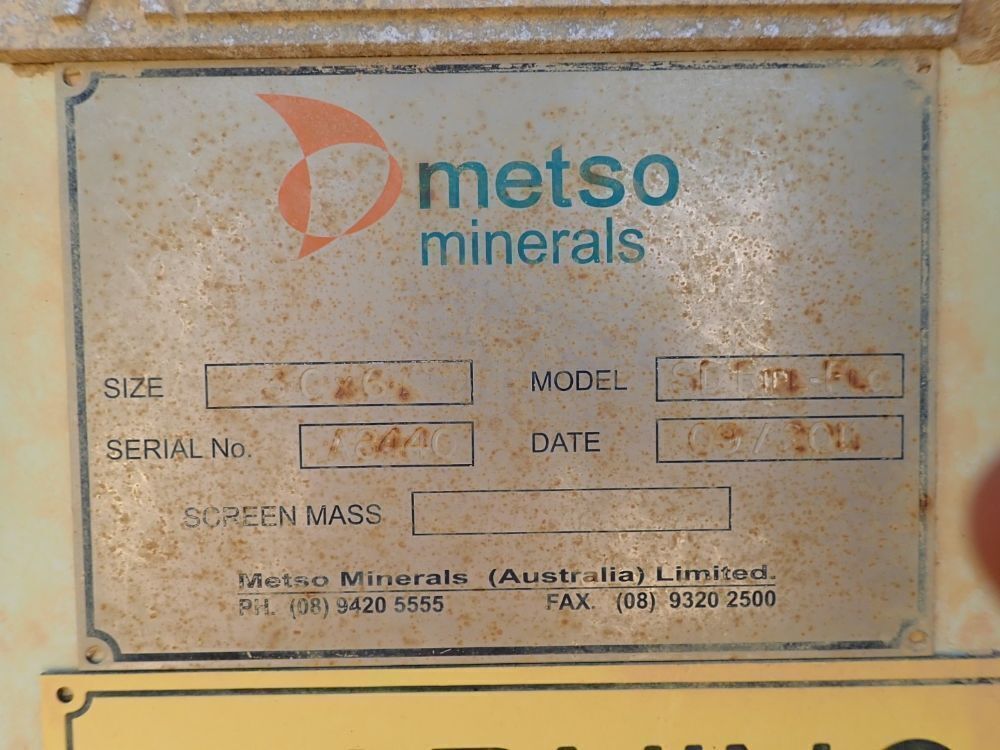 metso
minerals
SIZE MODEL
SERIAL No. A6440 DATE
SCREEN MASS
Metso Minerals (Australia) Limited.
PH. (08) 9420 5555 FAX. (08) 9320 2500